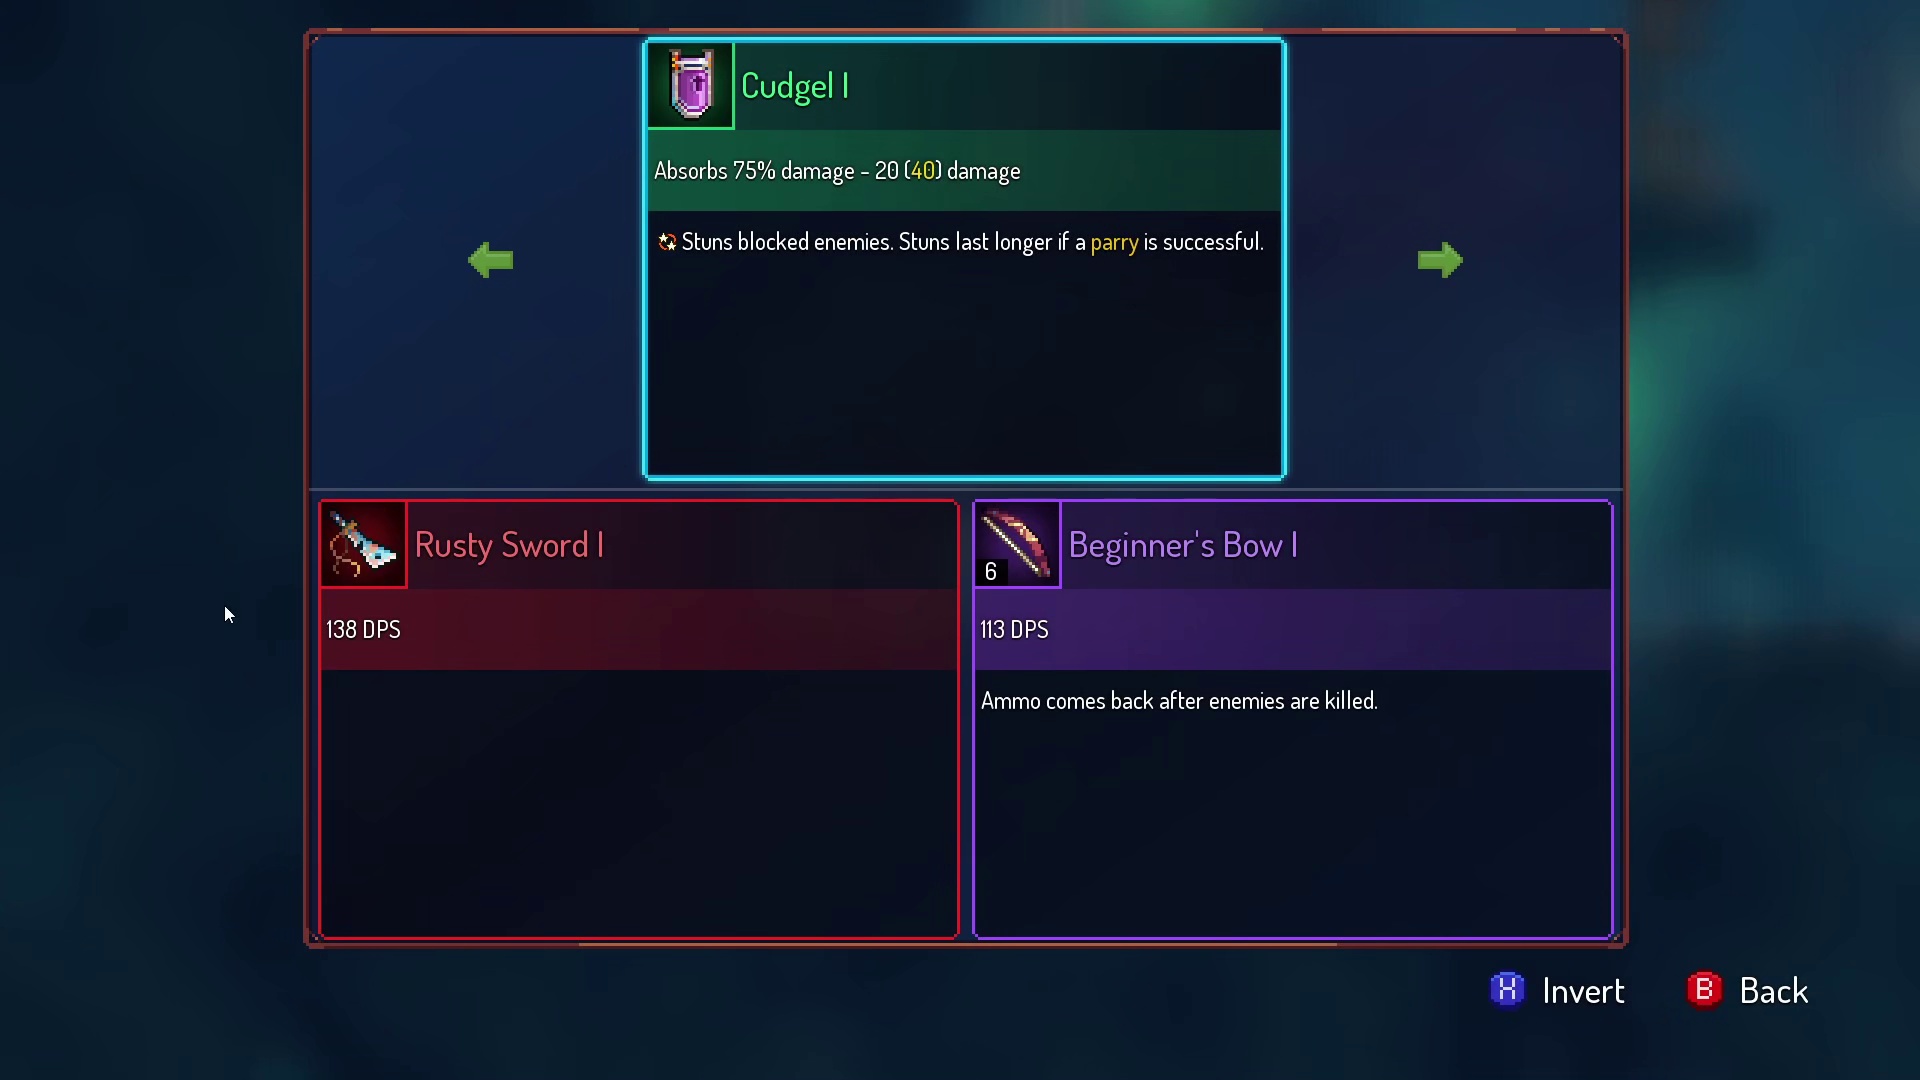 Cudgel I
Absorbs 75% damage - 20 (40) damage
Stuns blocked enemies. Stuns last longer if a parry is successful.
Rusty Sword I
138 DPS
6
Beginner's Bow I
113 DPS
Ammo comes back after enemies are killed.
X Invert
B Back